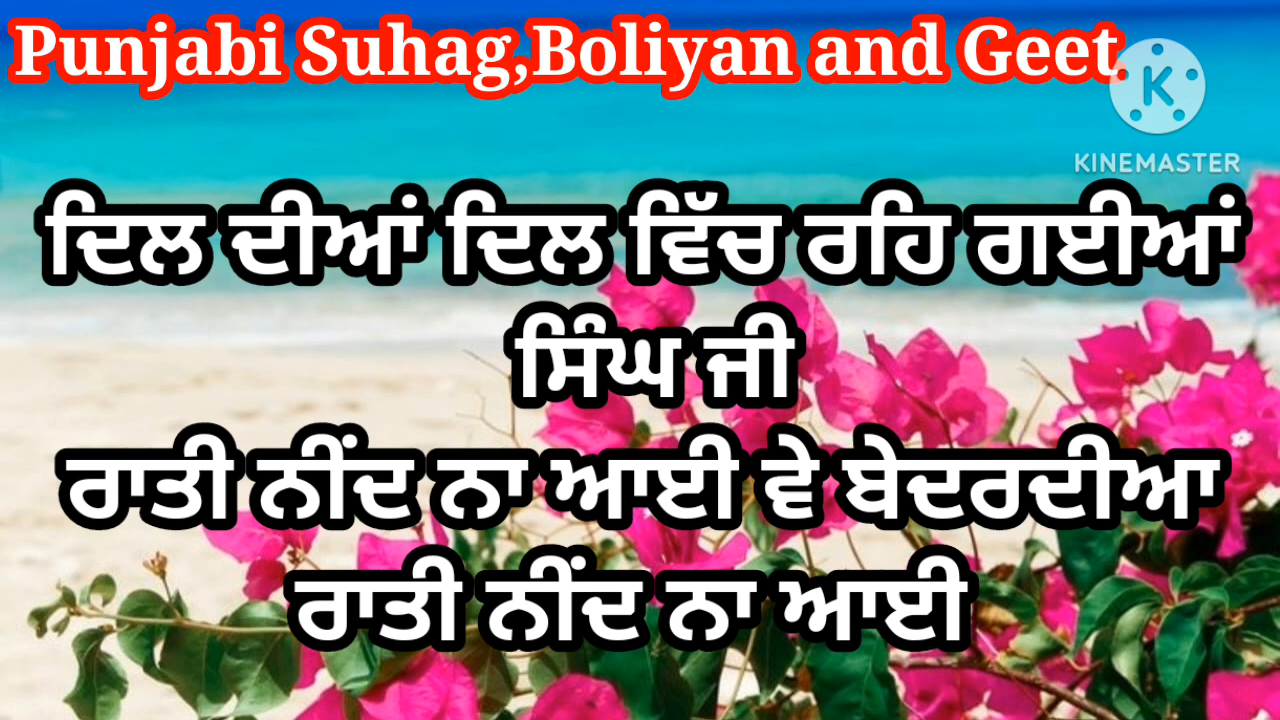 Punjabi Suhag,Boliyan and Geet
K
KINEMASTER
ਦਿਲ ਦੀਆਂ ਦਿਲ ਵਿੱਚ ਰਹਿ ਗਈਆਂ
ਸਿੰਘ ਜੀ
ਰਾਤੀ ਨੀਂਦ ਨਾ ਆਈ ਵੇ ਬੇਦਰਦੀਆ
ਰਾਤੀ ਨੀਂਦ ਨਾ ਆਈ